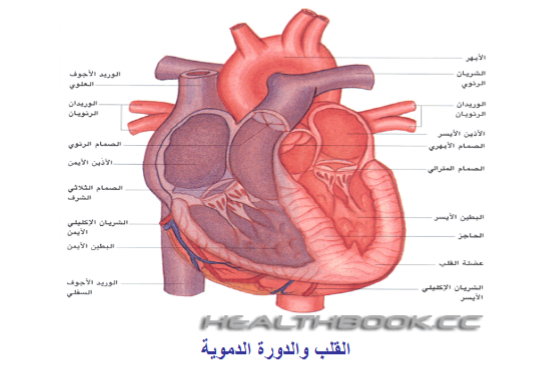 الأبهر
الشريان
الرئوي
الوريدان
الرئويان
الأذين الأيسر
الصمام الأبهري
الصمام المترالي
البطين الأيسر
الحاجز
عضلة القلب
الشريان الإكليلي
الأيسر
الوريد الأجوف
العلوي
الوريدان
الرئويان
الصمام الرئوي
الأذين الأيمن
الصمام الثلاثي
الشرف
الشريان الإكليلي
الأيمن
البطين الأيمن
الوريد الأجوف
السفلي
HEALTHBOOK.CC
القلب والدورة الدموية